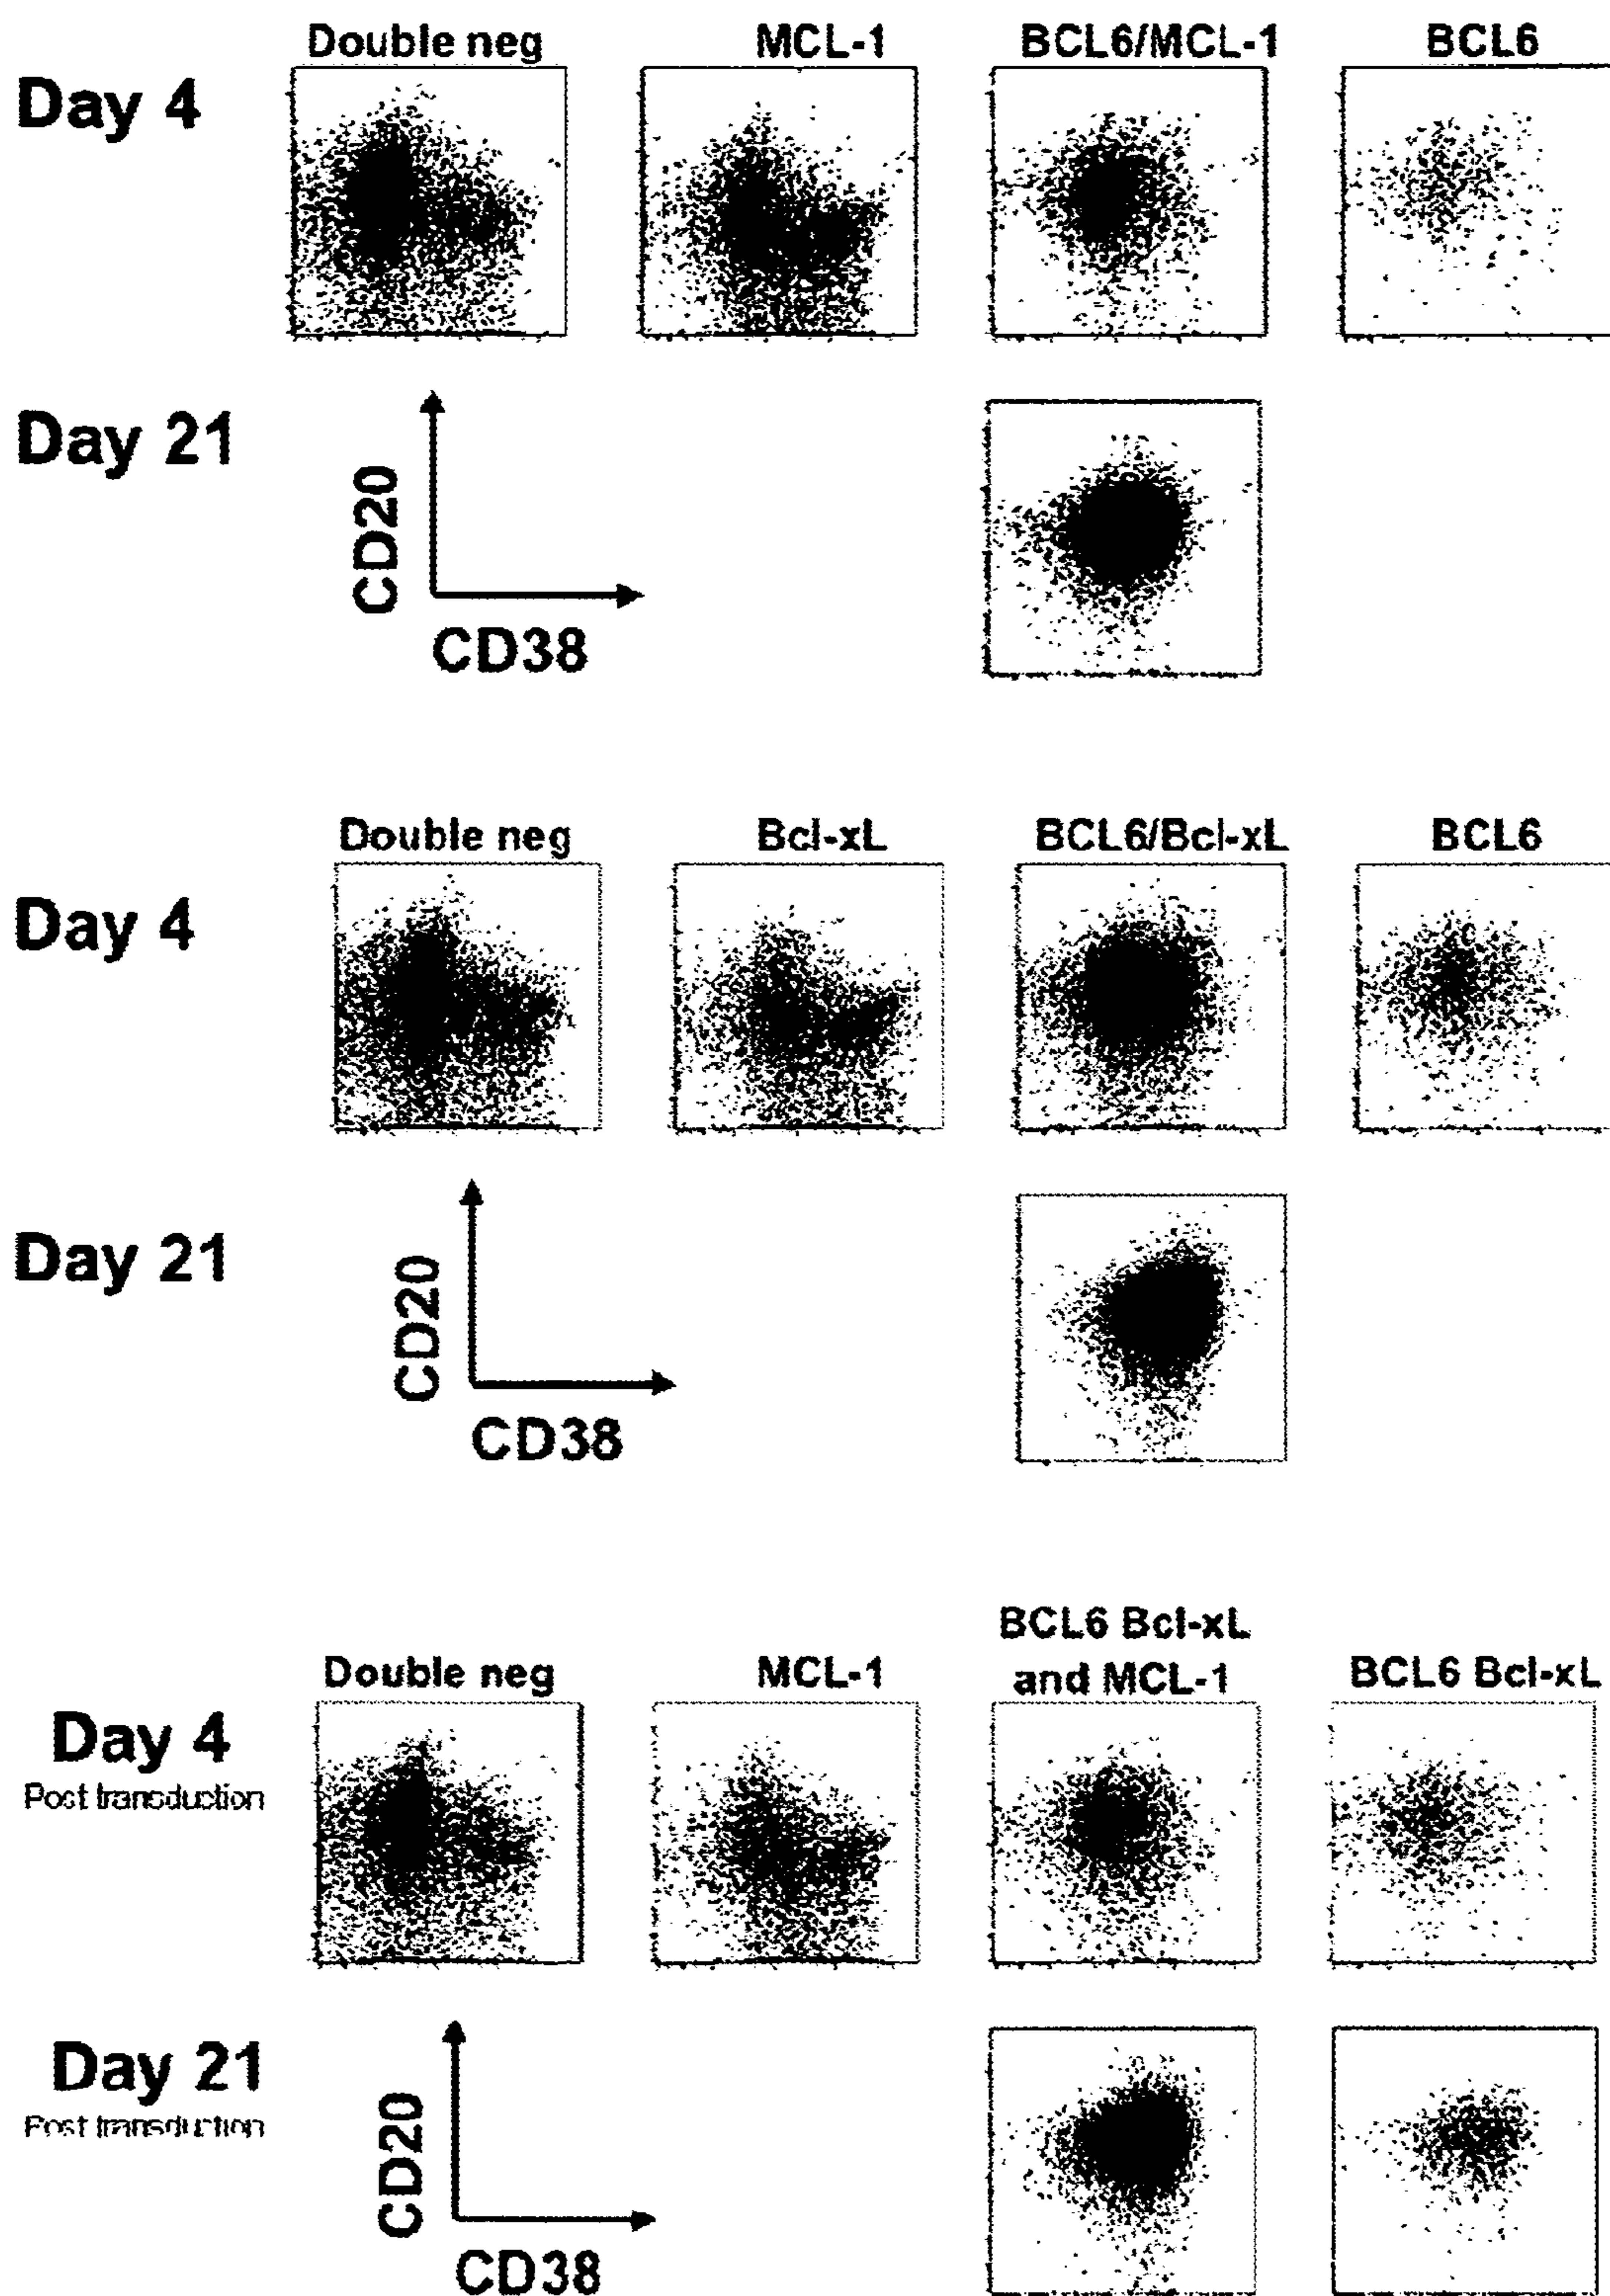 Double neg MCL-1 BCL6/MCL-1 BCL6
Day 4
Day 21
CD20
CD38
Double neg Bcl-xL BCL6/Bcl-xL BCL6
Day 4
Day 21
CD20
CD38
BCL6 Bcl-xL
Double neg MCL-1 and MCL-1 BCL6 Bcl-xL
Day 4
Post transduction
Day 21
Post transduction
CD20
CD38